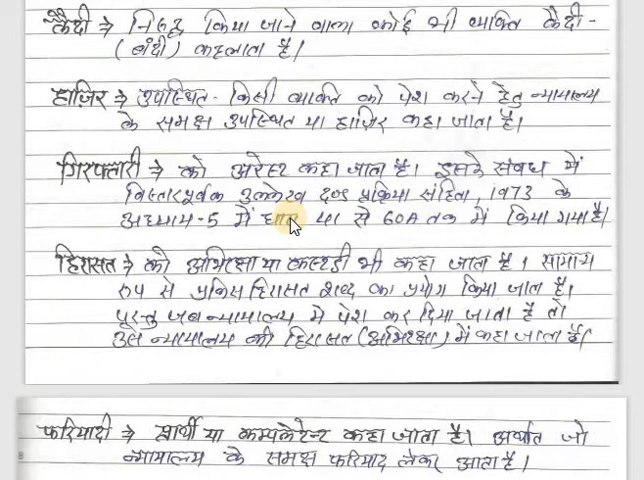 कैदी ⇒ निरुद्ध किया जाने वाला कोई भी व्यक्ति कैदी-
(बंदी) कहलाता है।
हाज़िर ⇒ उपस्थित- किसी व्यक्ति को पेश करने हेतु न्यायालय
के समक्ष उपस्थित या हाज़िर कहा जाता है।
गिरफ्तारी ⇒ को अरेस्ट कहा जाता है। इसके संबध में
विस्तारपूर्वक उल्लेख दण्ड प्रक्रिया संहिता, 1973 के
अध्याय-5 में धारा 41 से 60A तक में किया गया है।
हिरासत ⇒ को अभिरक्षा या कस्टडी भी कहा जाता है। सामान्य
रुप से पुलिस हिरासत शब्द का प्रयोग किया जात है।
परन्तु जब न्यायालय मे पेश कर दिया जाता है तो
उसे न्यायालय की हिरासत (अभिरक्षा) में कहा जाता है।
फरियादी ⇒ प्रार्थी या कम्पलेटेन्ट कहा जाता है। अर्थात जो
न्यायालय के समक्ष फरियाद लेकर आता है।